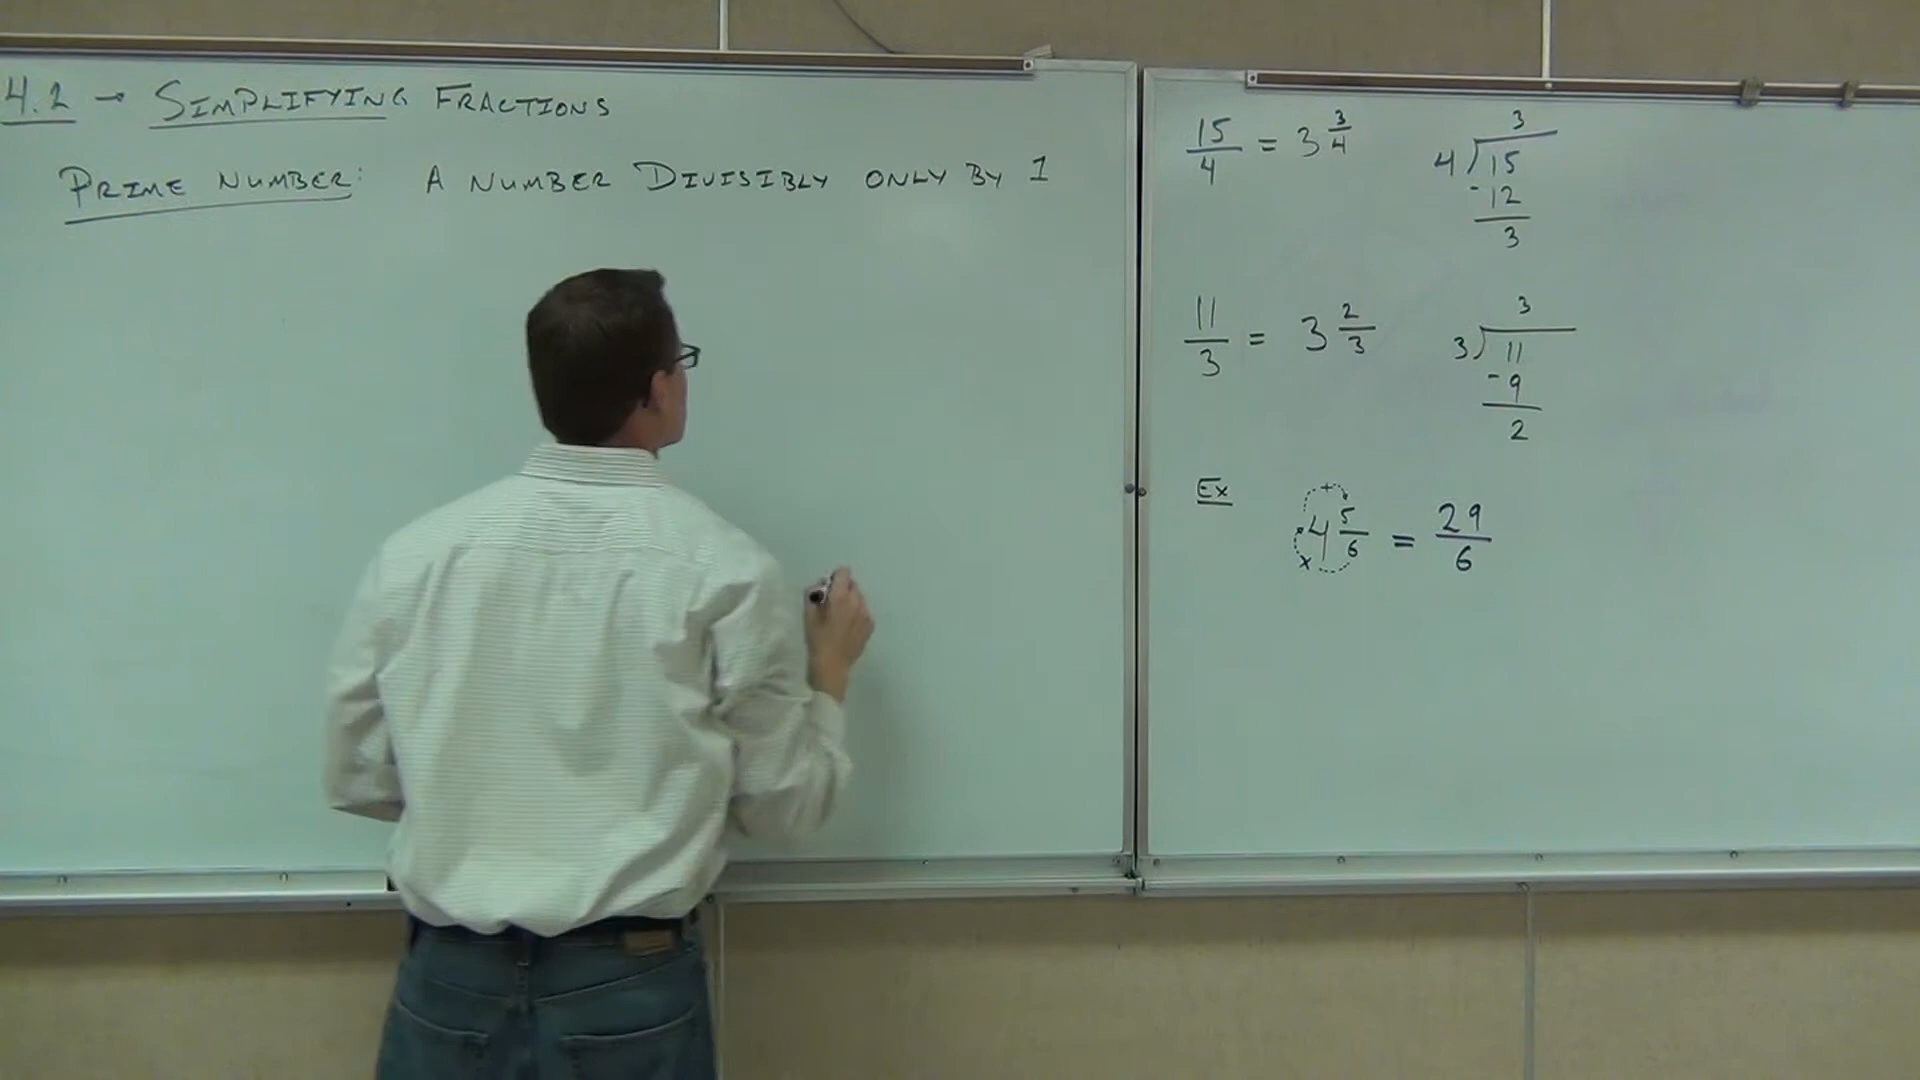 4.2 → SIMPLIFYING FRACTIONS
PRIME NUMBER: A NUMBER DIVISIBLY ONLY BY 1
15/4 = 3 3/4
3
4)15
-12
3
11/3 = 3 2/3
3
3)11
-9
2
Ex
4 5/6 = 29/6
+
x